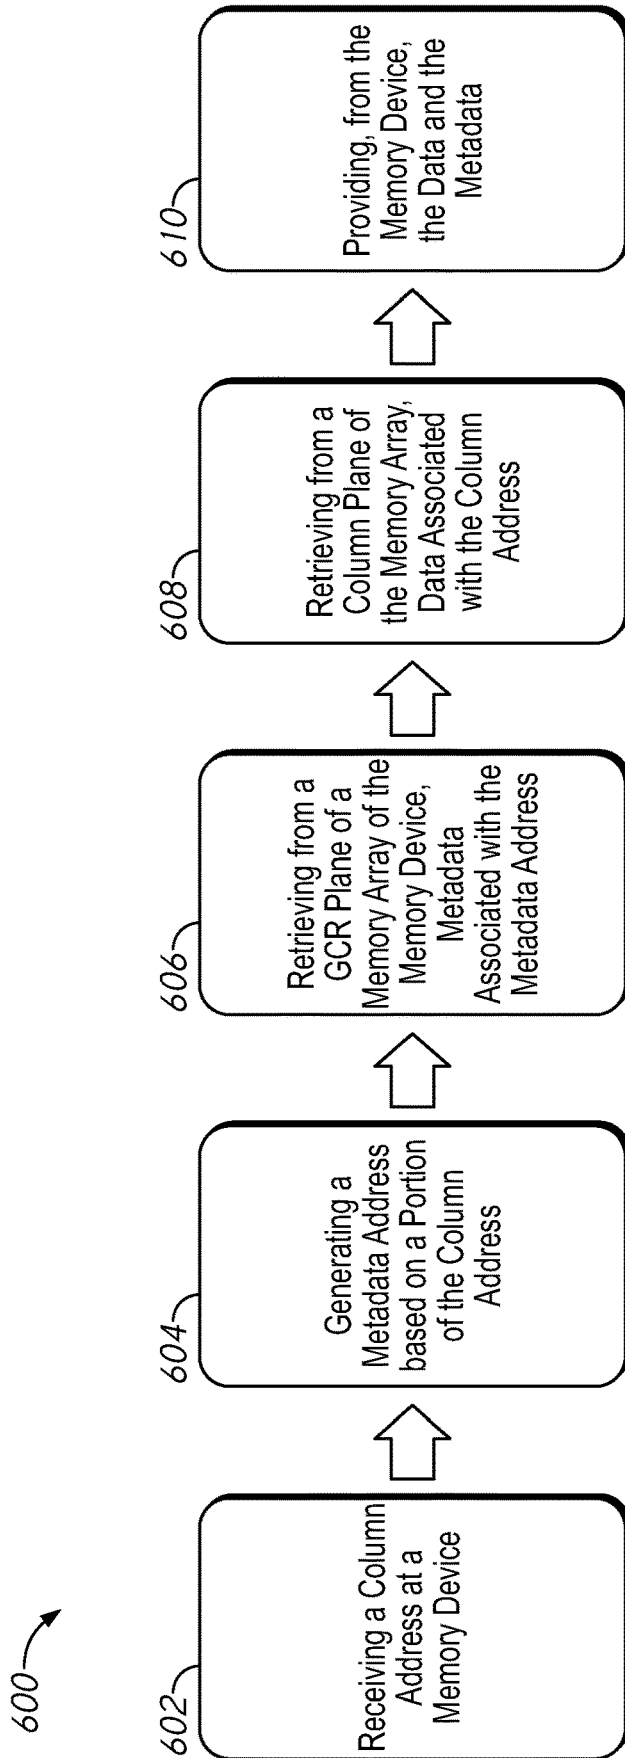 600
602
Receiving a Column
Address at a
Memory Device
604
Generating a
Metadata Address
based on a Portion
of the Column
Address
606
Retrieving from a
GCR Plane of a
Memory Array of the
Memory Device,
Metadata
Associated with the
Metadata Address
608
Retrieving from a
Column Plane of
the Memory Array,
Data Associated
with the Column
Address
610
Providing, from the
Memory Device,
the Data and the
Metadata